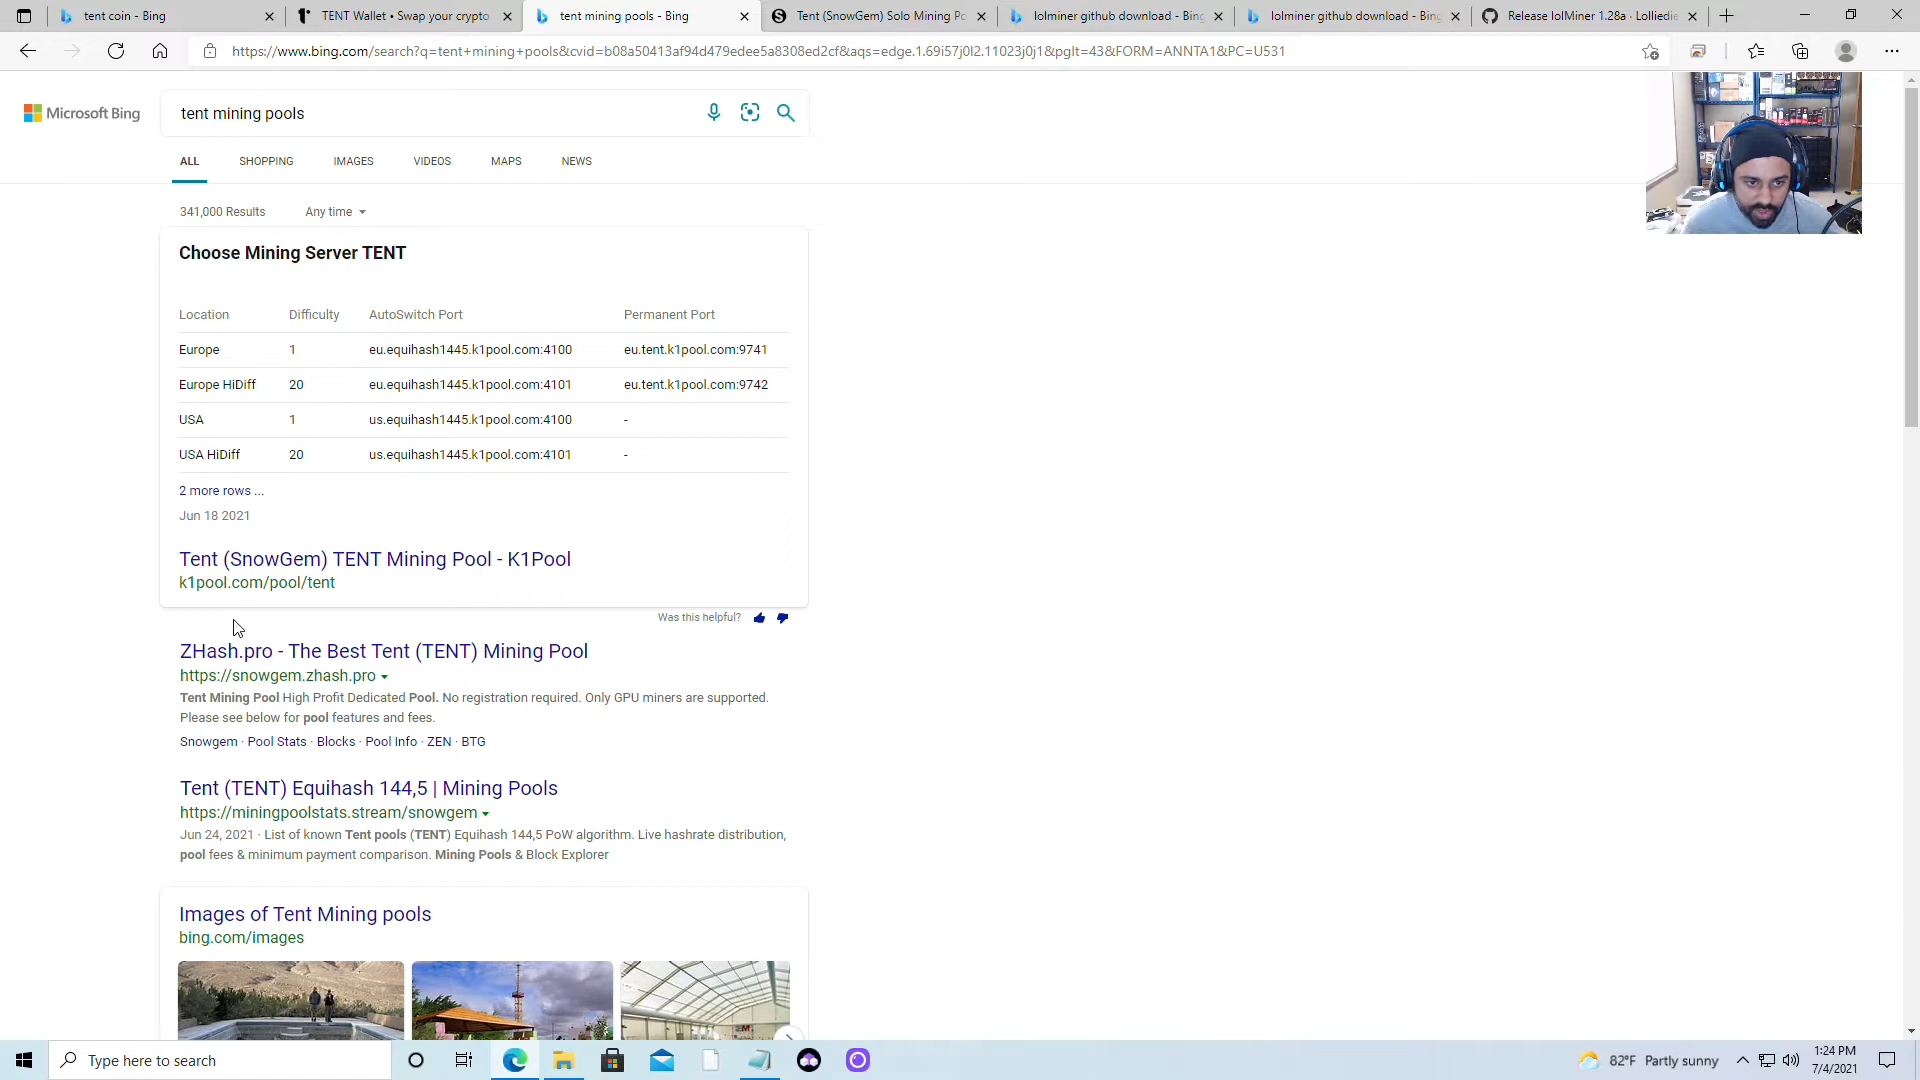 tent coin - Bing
TENT Wallet • Swap your crypto
tent mining pools - Bing
Tent (SnowGem) Solo Mining Po
lolminer github download - Bing
lolminer github download - Bing
Release lolMiner 1.28a · Lolliedie
https://www.bing.com/search?q=tent+mining+pools&cvid=b08a50413af94d479edee5a8308ed2cf&aqs=edge.1.69i57j0l2.11023j0j1&pglt=43&FORM=ANNTA1&PC=U531
Microsoft Bing
tent mining pools
ALL SHOPPING IMAGES VIDEOS MAPS NEWS
341,000 Results Any time
Choose Mining Server TENT
Location Difficulty AutoSwitch Port Permanent Port
Europe 1 eu.equihash1445.k1pool.com:4100 eu.tent.k1pool.com:9741
Europe HiDiff 20 eu.equihash1445.k1pool.com:4101 eu.tent.k1pool.com:9742
USA 1 us.equihash1445.k1pool.com:4100 -
USA HiDiff 20 us.equihash1445.k1pool.com:4101 -
2 more rows ...
Jun 18 2021
Tent (SnowGem) TENT Mining Pool - K1Pool
k1pool.com/pool/tent
Was this helpful?
ZHash.pro - The Best Tent (TENT) Mining Pool
https://snowgem.zhash.pro
Tent Mining Pool High Profit Dedicated Pool. No registration required. Only GPU miners are supported.
Please see below for pool features and fees.
Snowgem · Pool Stats · Blocks · Pool Info · ZEN · BTG
Tent (TENT) Equihash 144,5 | Mining Pools
https://miningpoolstats.stream/snowgem
Jun 24, 2021 · List of known Tent pools (TENT) Equihash 144,5 PoW algorithm. Live hashrate distribution,
pool fees & minimum payment comparison. Mining Pools & Block Explorer
Images of Tent Mining pools
bing.com/images
Type here to search
82°F Partly sunny
1:24 PM
7/4/2021